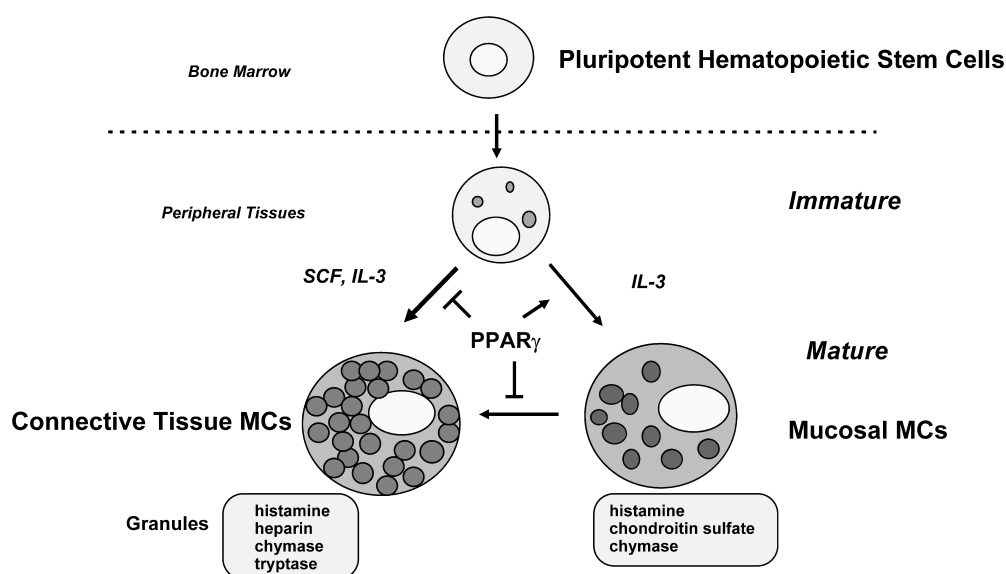 Pluripotent Hematopoietic Stem Cells
Bone Marrow
Peripheral Tissues
Immature
SCF, IL-3
IL-3
PPARγ
Mature
Connective Tissue MCs
Mucosal MCs
Granules
histamine
heparin
chymase
tryptase
histamine
chondroitin sulfate
chymase